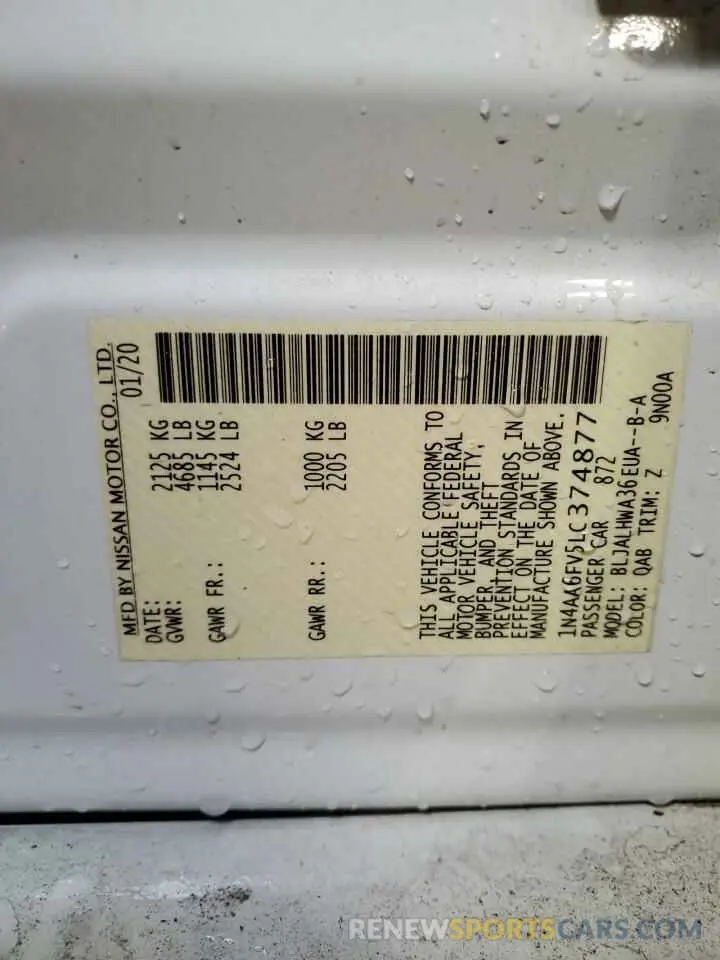 MFD BY NISSAN MOTOR CO., LTD.
DATE: 01/20
GVWR: 2125 KG
4685 LB
GAWR FR.: 1145 KG
2524 LB
GAWR RR.: 1000 KG
2205 LB
THIS VEHICLE CONFORMS TO
ALL APPLICABLE FEDERAL
MOTOR VEHICLE SAFETY,
BUMPER, AND THEFT
PREVENTION STANDARDS IN
EFFECT ON THE DATE OF
MANUFACTURE SHOWN ABOVE.
1N4AA6FV5LC374877
PASSENGER CAR 872
MODEL: BLJALHWA36EUA--B-A
COLOR: QAB TRIM: Z 9N00A
RENEWSPORTSCARS.COM